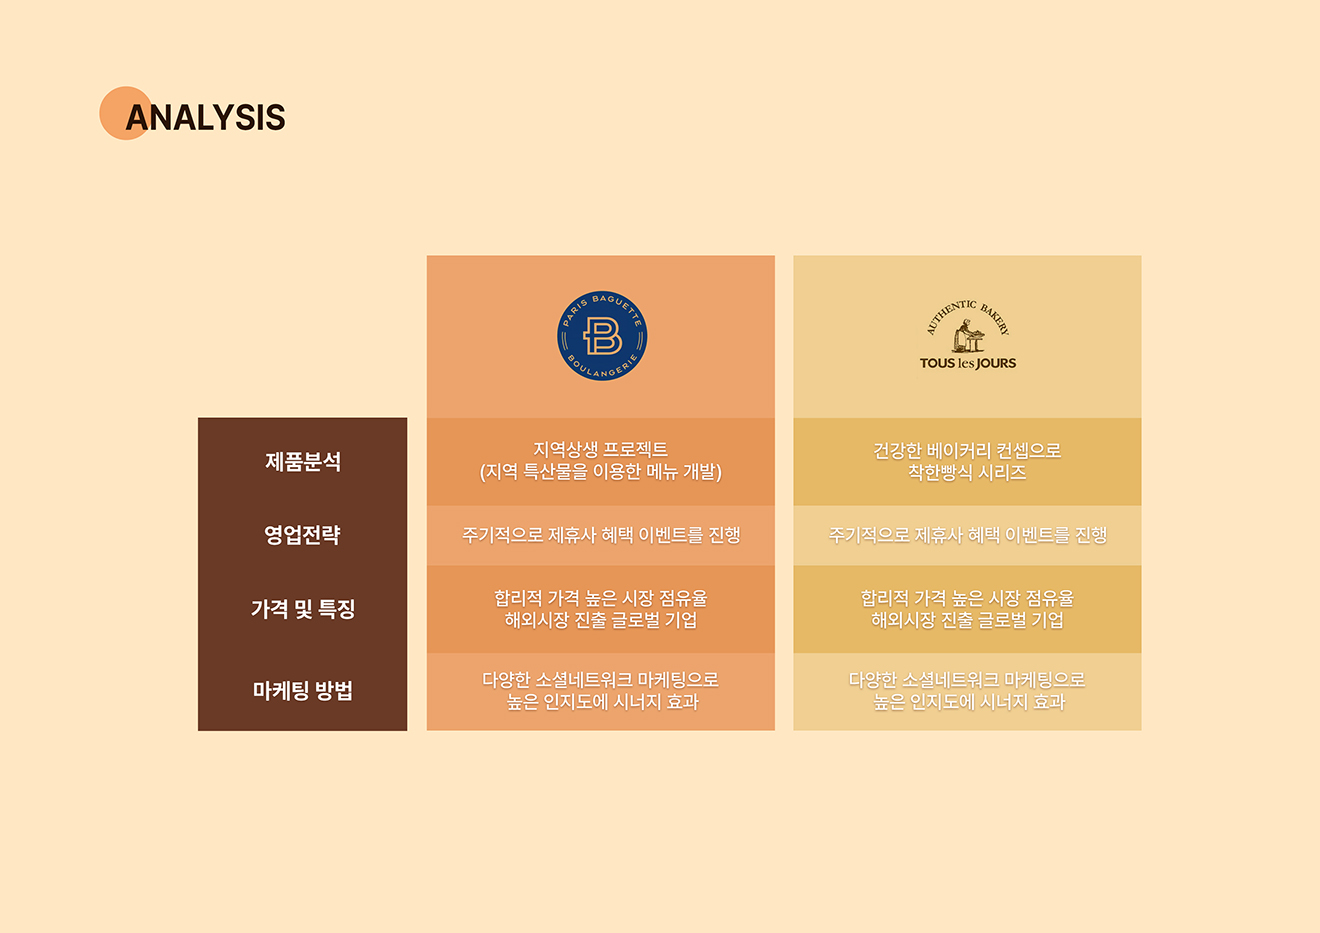 ANALYSIS
PARIS BAGUETTE
B
BOULANGERIE
AUTHENTIC BAKERY
TOUS les JOURS
제품분석
지역상생 프로젝트
(지역 특산물을 이용한 메뉴 개발)
건강한 베이커리 컨셉으로
착한빵식 시리즈
영업전략
주기적으로 제휴사 혜택 이벤트를 진행
주기적으로 제휴사 혜택 이벤트를 진행
가격 및 특징
합리적 가격 높은 시장 점유율
해외시장 진출 글로벌 기업
합리적 가격 높은 시장 점유율
해외시장 진출 글로벌 기업
마케팅 방법
다양한 소셜네트워크 마케팅으로
높은 인지도에 시너지 효과
다양한 소셜네트워크 마케팅으로
높은 인지도에 시너지 효과